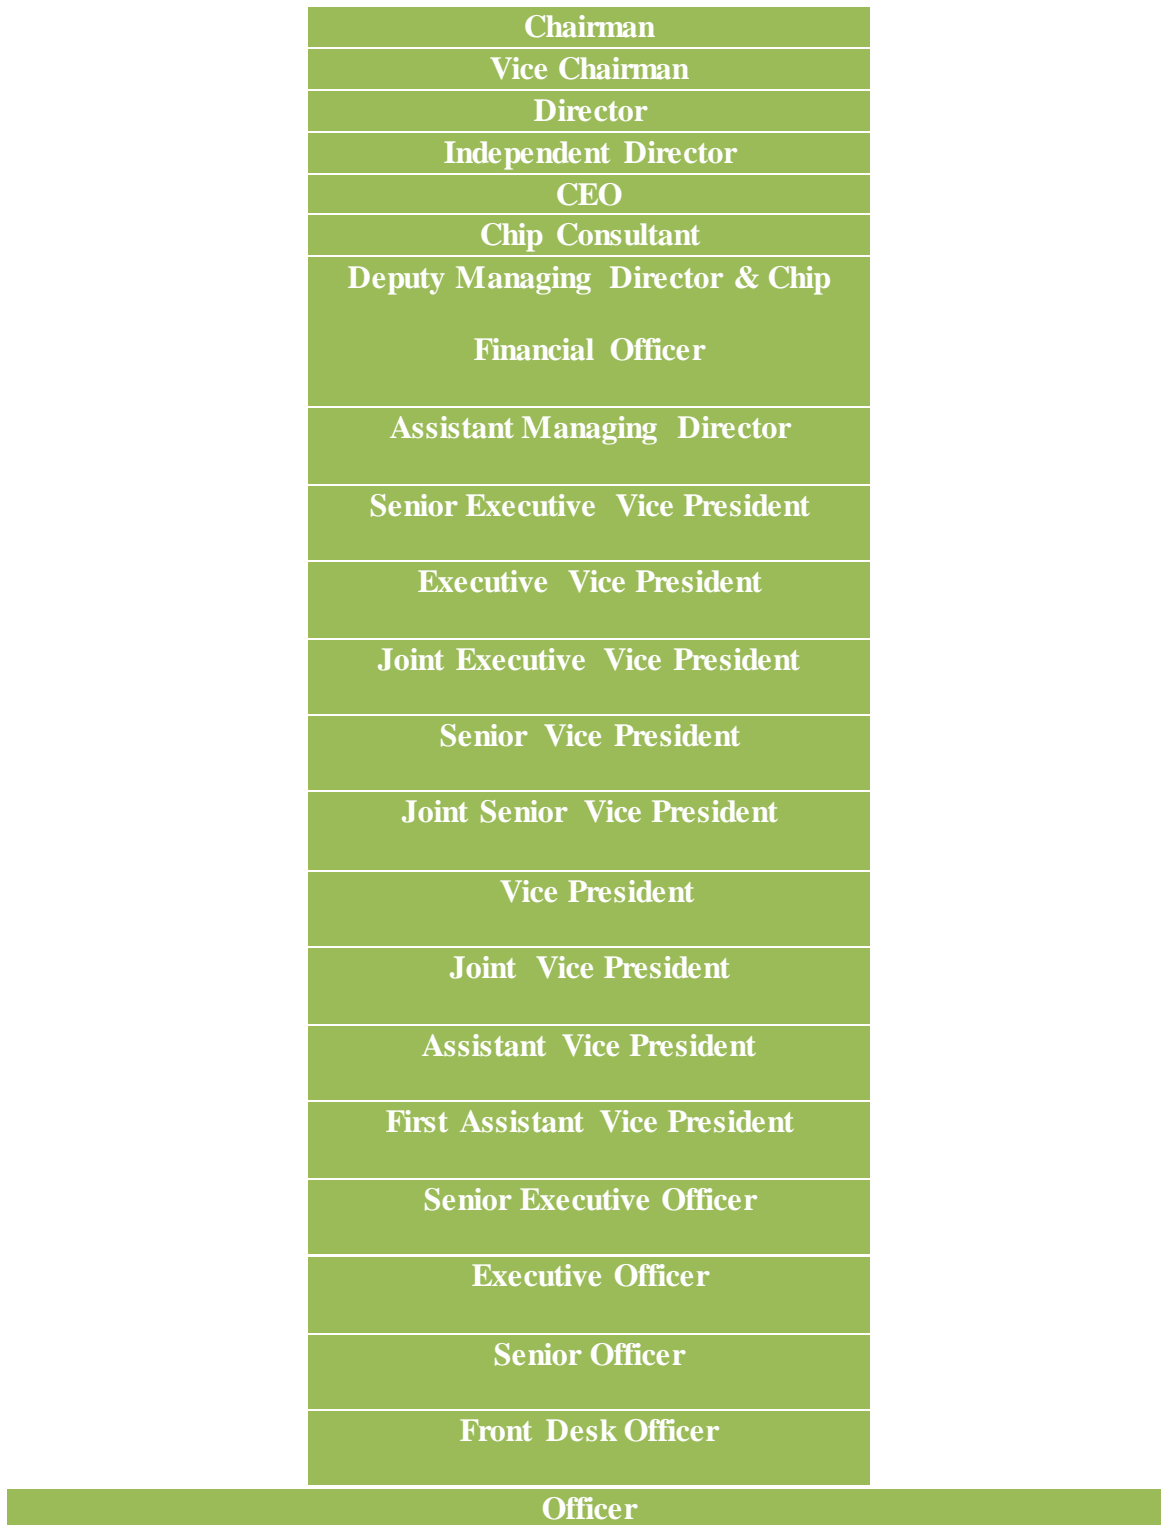 Chairman
Vice Chairman
Director
Independent Director
CEO
Chip Consultant
Deputy Managing Director & Chip
Financial Officer
Assistant Managing Director
Senior Executive Vice President
Executive Vice President
Joint Executive Vice President
Senior Vice President
Joint Senior Vice President
Vice President
Joint Vice President
Assistant Vice President
First Assistant Vice President
Senior Executive Officer
Executive Officer
Senior Officer
Front Desk Officer
Officer